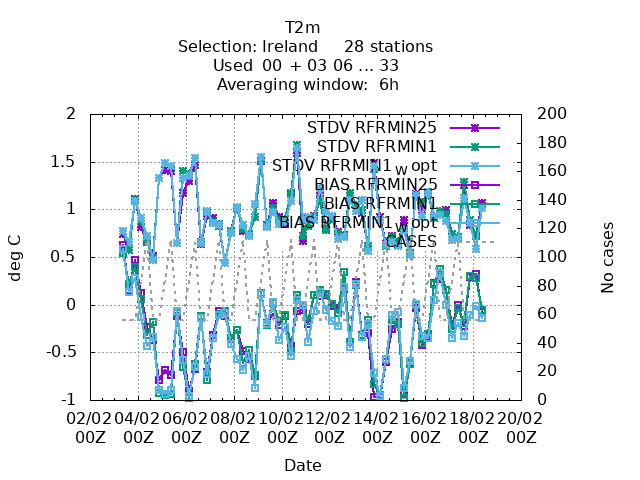 T2m
Selection: Ireland 28 stations
Used 00 + 03 06 ... 33
Averaging window: 6h
deg C
No cases
2
1.5
1
0.5
0
-0.5
-1
200
180
160
140
120
100
80
60
40
20
0
STDV RFRMIN25
STDV RFRMIN1
STDV RFRMIN1_w opt
BIAS RFRMIN25
BIAS RFRMIN1
BIAS RFRMIN1_w opt
CASES
02/02 04/02 06/02 08/02 10/02 12/02 14/02 16/02 18/02 20/02
00Z 00Z 00Z 00Z 00Z 00Z 00Z 00Z 00Z 00Z
Date